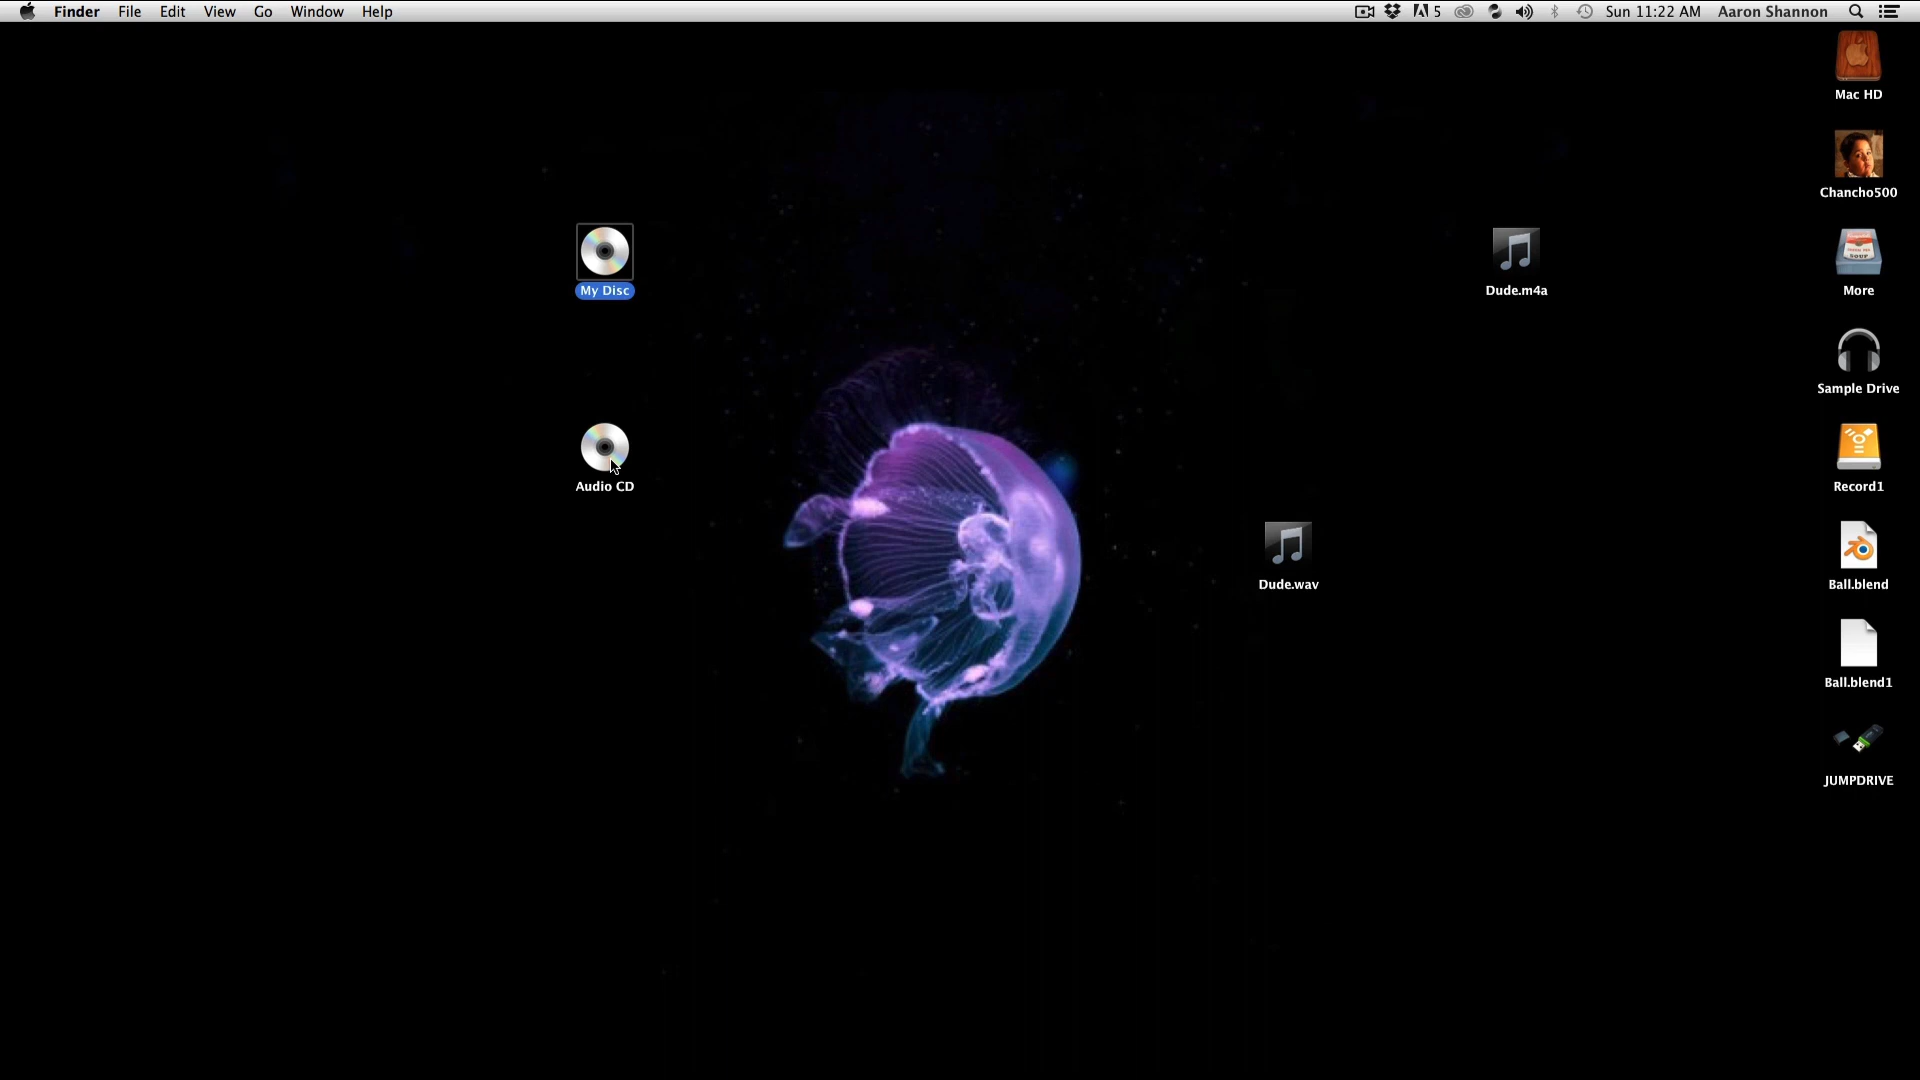 Finder File Edit View Go Window Help 5 Sun 11:22 AM Aaron Shannon
Mac HD
Chancho500
My Disc
Dude.m4a
More
SOUP
Sample Drive
Audio CD
Record1
Dude.wav
Ball.blend
Ball.blend1
JUMPDRIVE